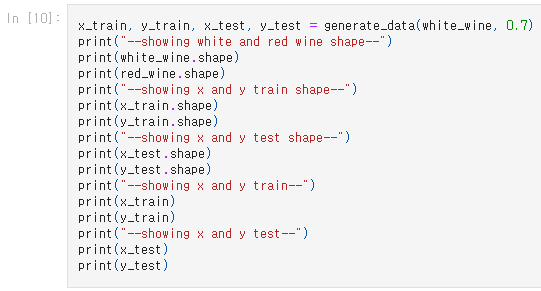 In [10]:
x_train, y_train, x_test, y_test = generate_data(white_wine, 0.7)
print("--showing white and red wine shape--")
print(white_wine.shape)
print(red_wine.shape)
print("--showing x and y train shape--")
print(x_train.shape)
print(y_train.shape)
print("--showing x and y test shape--")
print(x_test.shape)
print(y_test.shape)
print("--showing x and y train--")
print(x_train)
print(y_train)
print("--showing x and y test--")
print(x_test)
print(y_test)